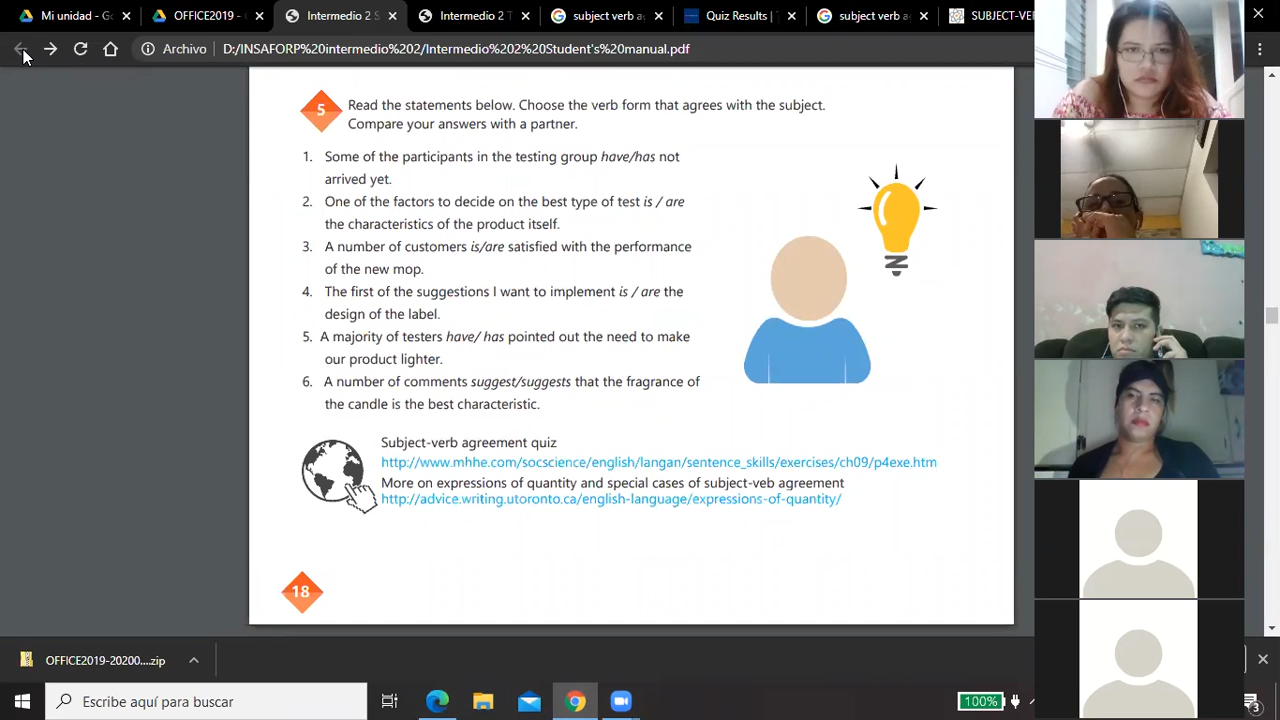 Mi unidad - Go
OFFICE2019 -
Intermedio 2 S
Intermedio 2 T
subject verb a
Quiz Results |
subject verb a
SUBJECT-VE
Archivo
D:/INSAFORP%20intermedio%202/Intermedio%202%20Student's%20manual.pdf
5
Read the statements below. Choose the verb form that agrees with the subject.
Compare your answers with a partner.
1. Some of the participants in the testing group have/has not
arrived yet.
2. One of the factors to decide on the best type of test is / are
the characteristics of the product itself.
3. A number of customers is/are satisfied with the performance
of the new mop.
4. The first of the suggestions I want to implement is / are the
design of the label.
5. A majority of testers have/ has pointed out the need to make
our product lighter.
6. A number of comments suggest/suggests that the fragrance of
the candle is the best characteristic.
Subject-verb agreement quiz
http://www.mhhe.com/socscience/english/langan/sentence_skills/exercises/ch09/p4exe.htm
More on expressions of quantity and special cases of subject-veb agreement
http://advice.writing.utoronto.ca/english-language/expressions-of-quantity/
18
OFFICE2019-20200....zip
Escribe aquí para buscar
100%
3